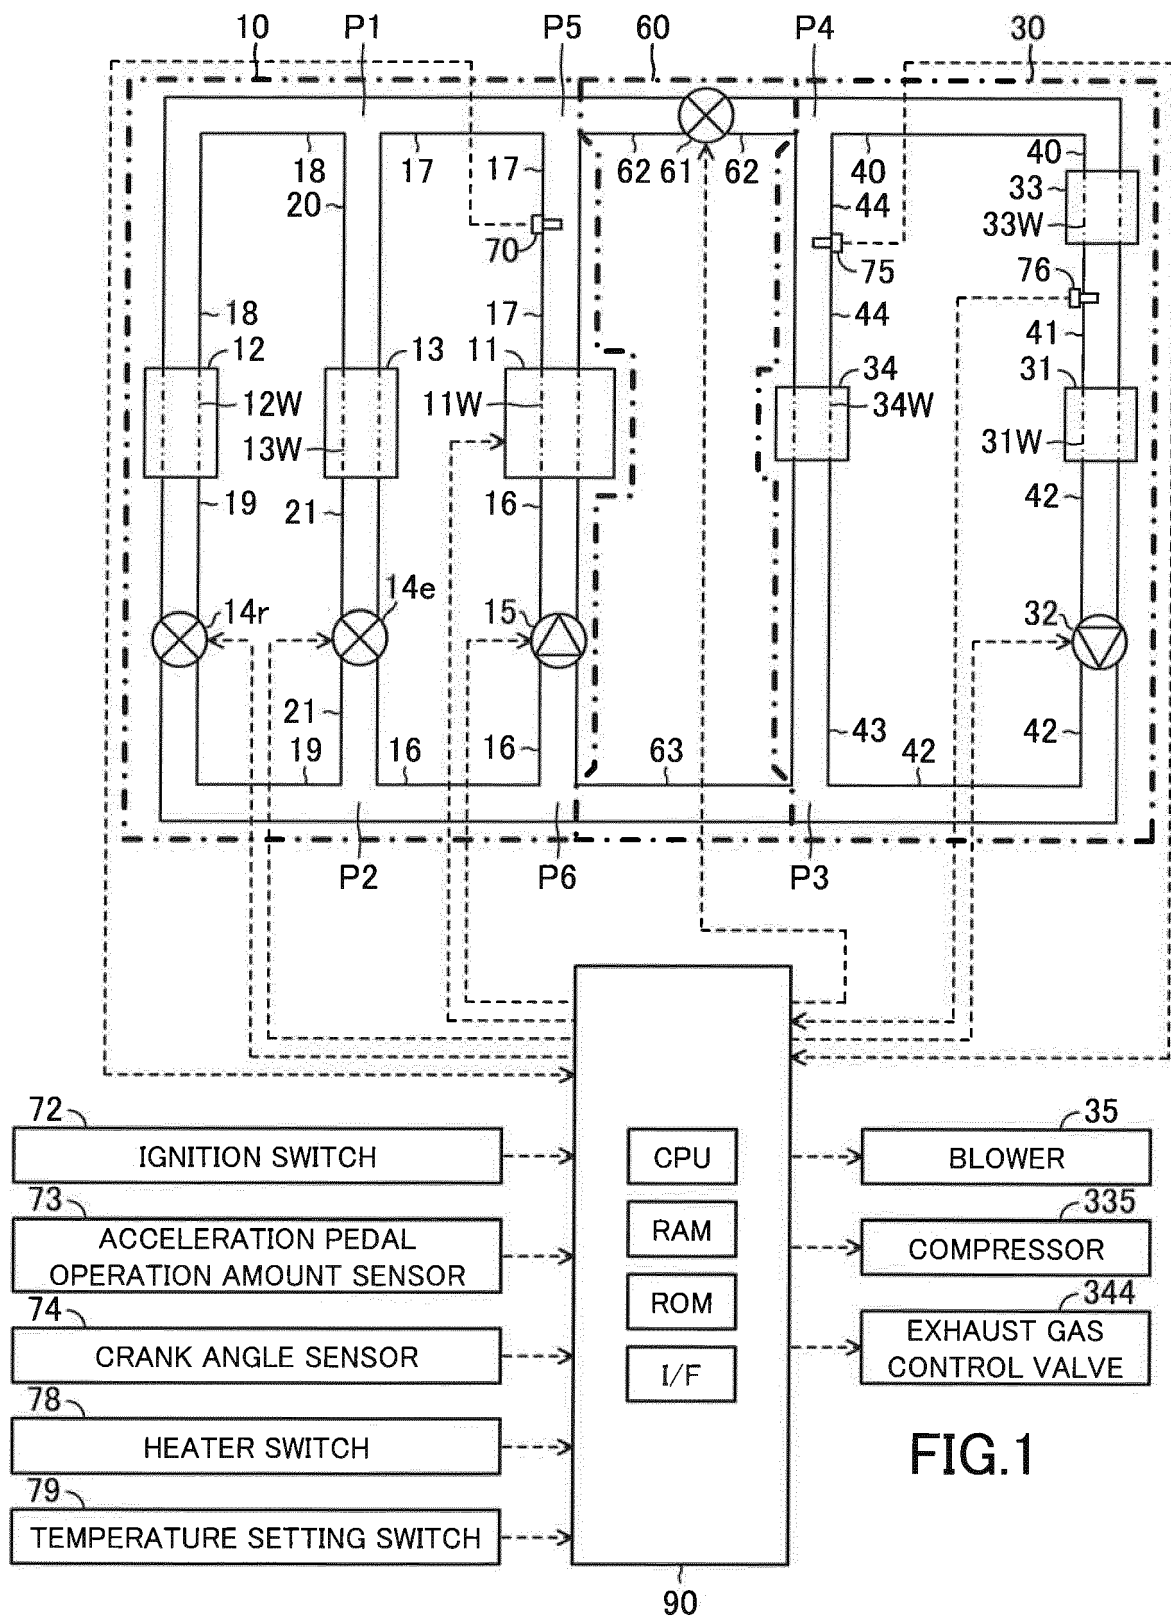 10 P1 P5 60 P4 30
18 17 17 62 61 62 40 40
20 44 33
33W
70 75 76
18 17 44 41
12 13 11 34 31
12W 11W 34W
13W 31W
19 21 16 42
14r 14e 15 32
21
19 16 16 63 43 42 42
P2 P6 P3
72 35
IGNITION SWITCH CPU BLOWER
73 335
ACCELERATION PEDAL
OPERATION AMOUNT SENSOR
RAM COMPRESSOR
74 344
ROM
CRANK ANGLE SENSOR
EXHAUST GAS
CONTROL VALVE
I/F
78
HEATER SWITCH
FIG.1
79
TEMPERATURE SETTING SWITCH
90